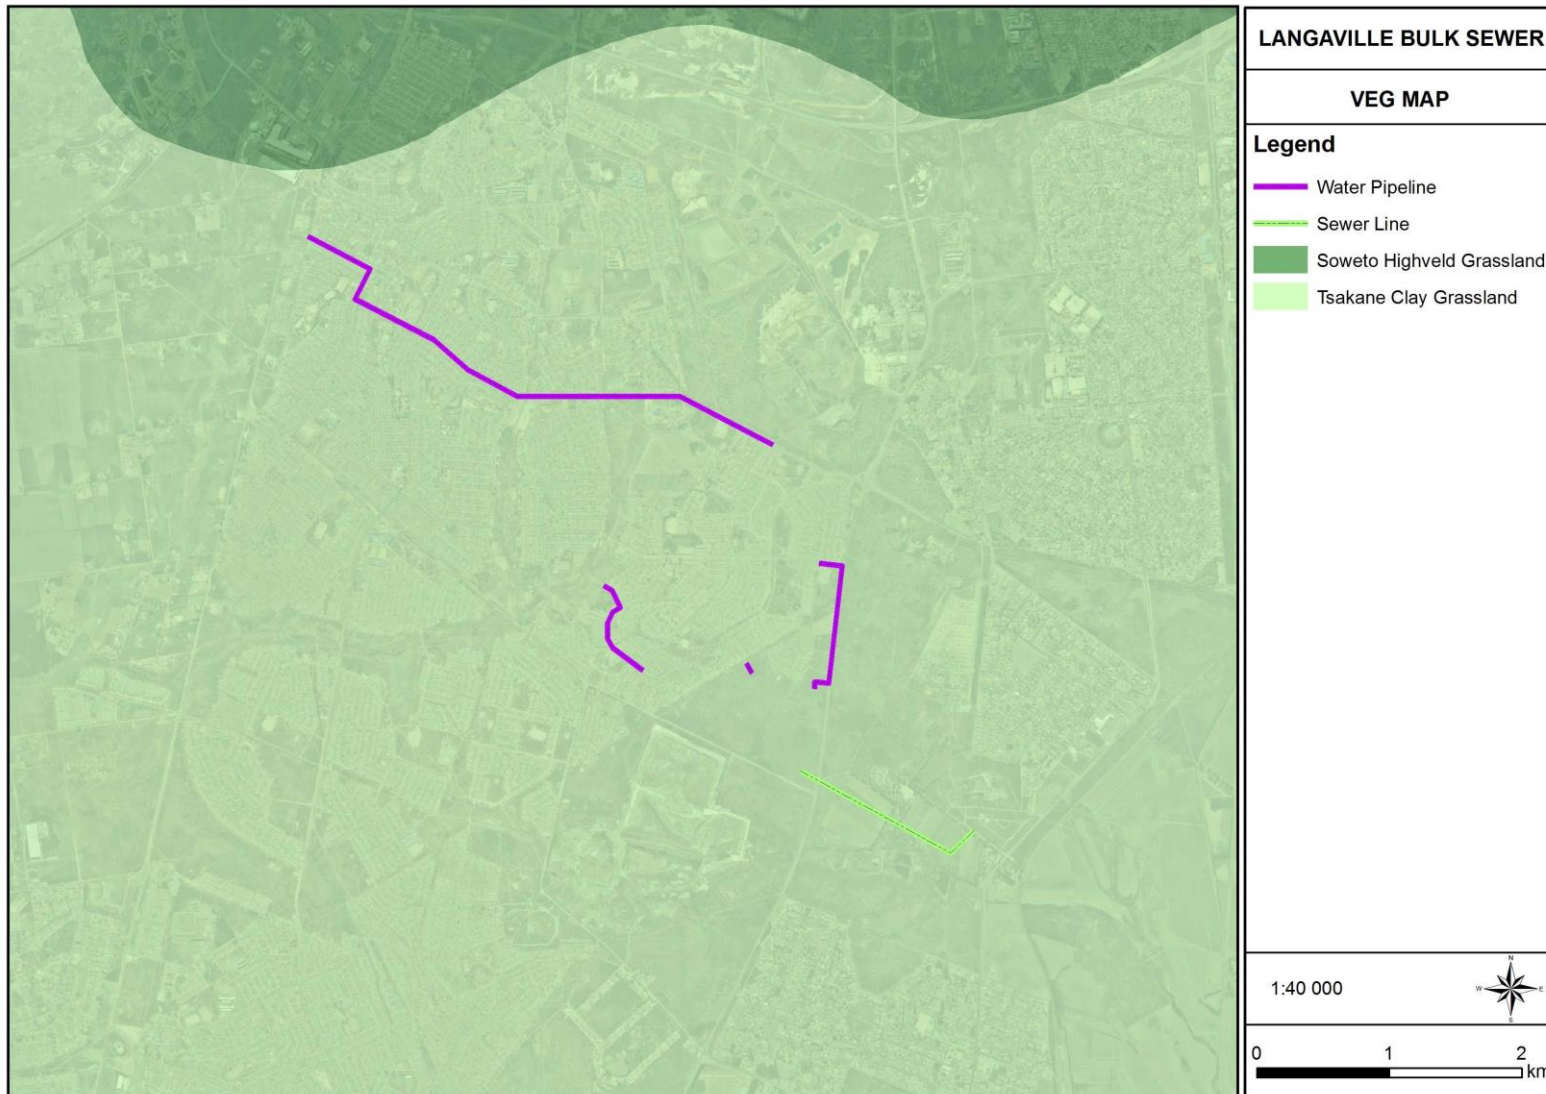 LANGAVILLE BULK SEWER
VEG MAP
Legend
Water Pipeline
Sewer Line
Soweto Highveld Grassland
Tsakane Clay Grassland
1:40 000
N
W E
S
0 1 2
km